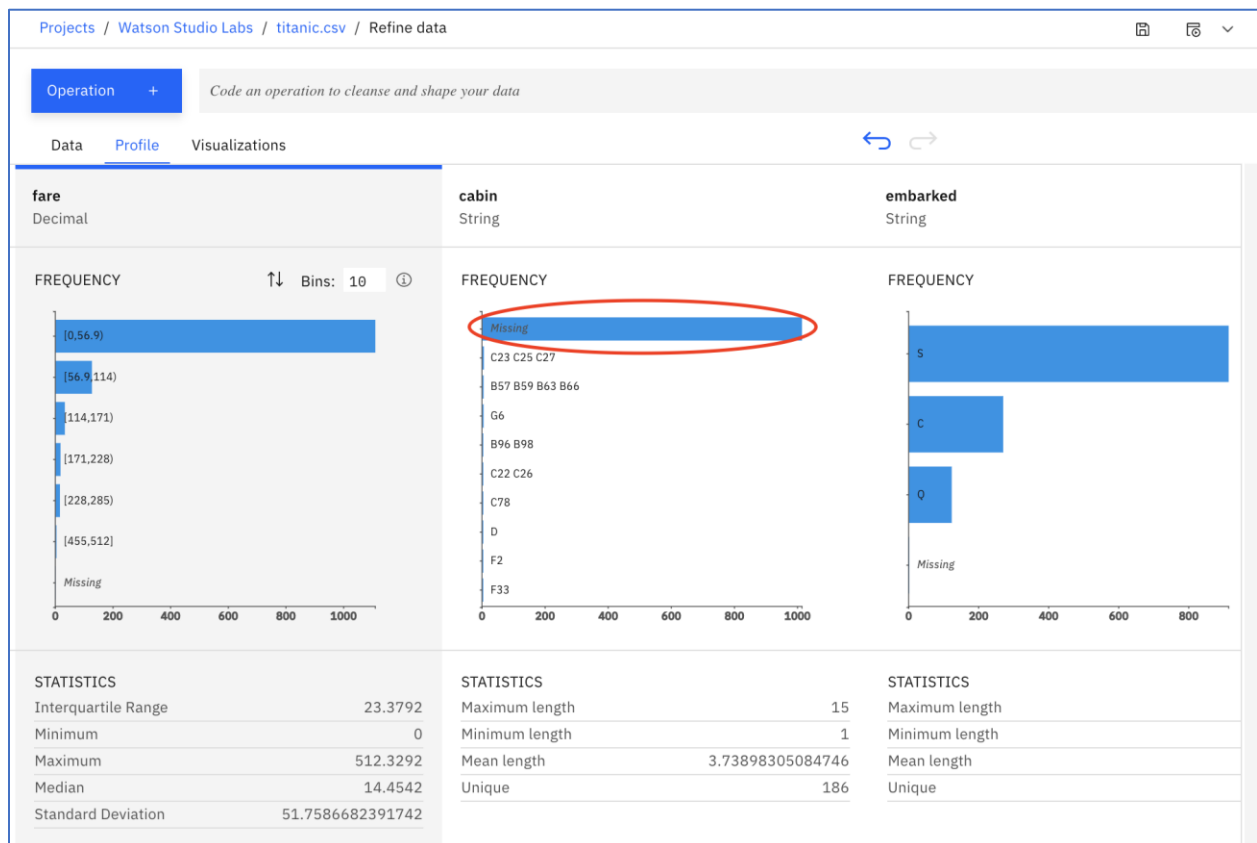 Projects / Watson Studio Labs / titanic.csv / Refine data
Operation + Code an operation to cleanse and shape your data
Data Profile Visualizations
fare
Decimal
FREQUENCY Bins: 10
[0,56.9)
[56.9,114)
[114,171)
[171,228)
[228,285)
[455,512]
Missing
0 200 400 600 800 1000
STATISTICS
Interquartile Range 23.3792
Minimum 0
Maximum 512.3292
Median 14.4542
Standard Deviation 51.7586682391742
cabin
String
FREQUENCY
Missing
C23 C25 C27
B57 B59 B63 B66
G6
B96 B98
C22 C26
C78
D
F2
F33
0 200 400 600 800 1000
STATISTICS
Maximum length 15
Minimum length 1
Mean length 3.73898305084746
Unique 186
embarked
String
FREQUENCY
S
C
Q
Missing
0 200 400 600 800
STATISTICS
Maximum length
Minimum length
Mean length
Unique